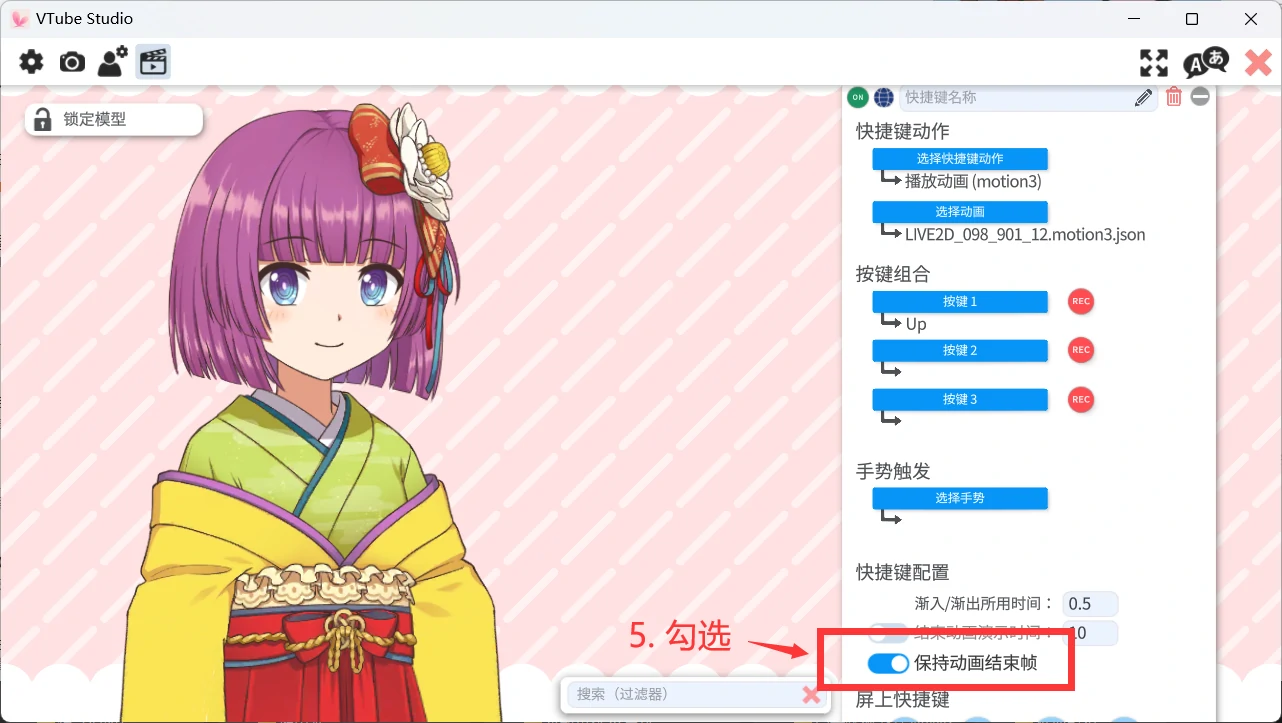 VTube Studio
A あ
锁定模型
ON
快捷键名称
快捷键动作
选择快捷键动作
播放动画 (motion3)
选择动画
LIVE2D_098_901_12.motion3.json
按键组合
按键 1
REC
Up
按键 2
REC
按键 3
REC
手势触发
选择手势
快捷键配置
渐入/渐出所用时间： 0.5
结束动画演示时间： 10
5. 勾选
保持动画结束帧
搜索（过滤器）
屏上快捷键